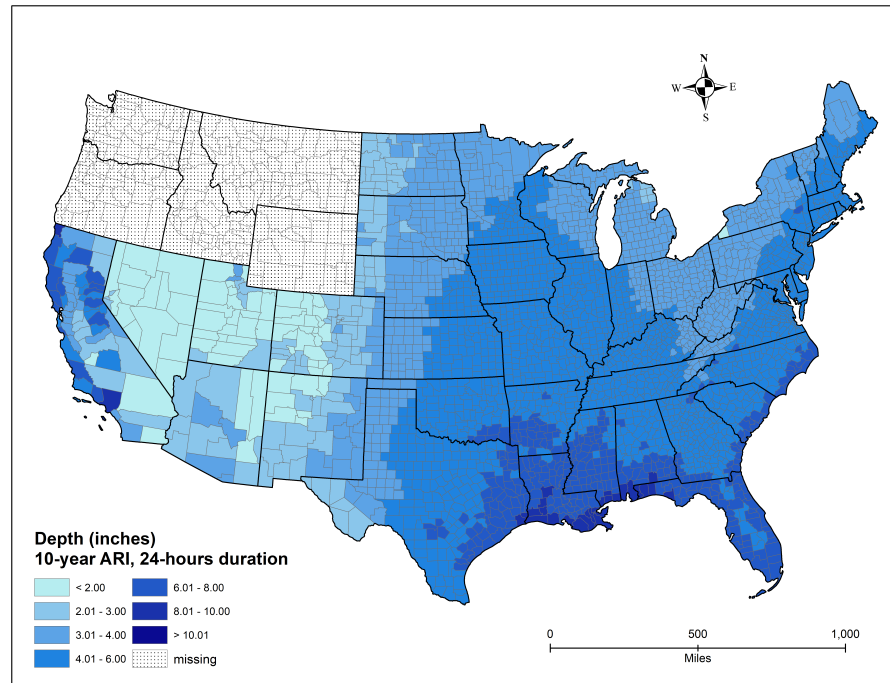 N
W E
S
Depth (inches)
10-year ARI, 24-hours duration
< 2.00 6.01 - 8.00
2.01 - 3.00 8.01 - 10.00
3.01 - 4.00 > 10.01
4.01 - 6.00 missing
0 500 1,000
Miles